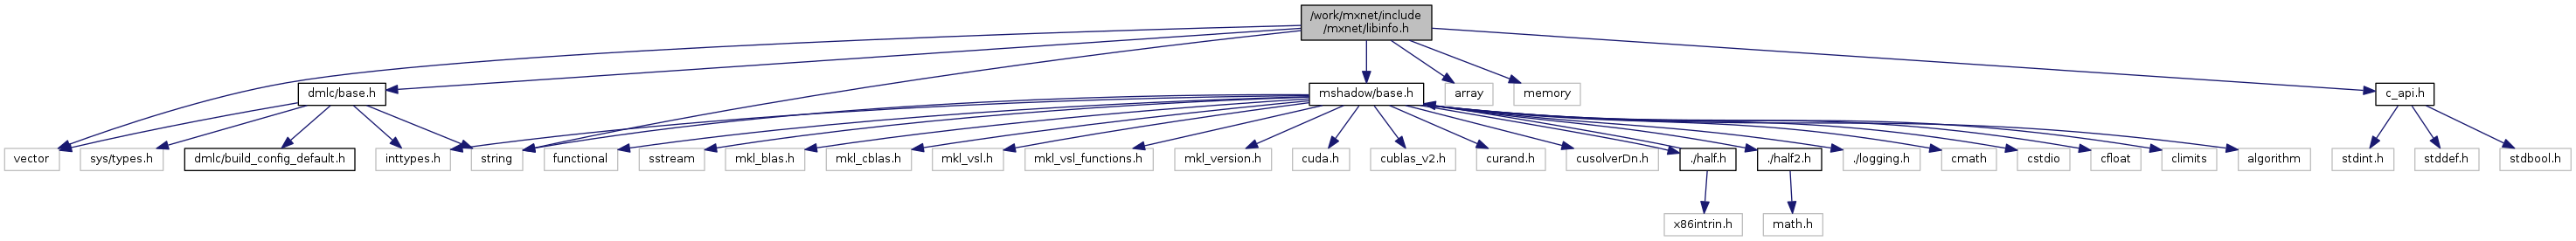 /work/mxnet/include
/mxnet/libinfo.h
dmlc/base.h
mshadow/base.h
array
memory
c_api.h
vector
sys/types.h
dmlc/build_config_default.h
inttypes.h
string
functional
sstream
mkl_blas.h
mkl_cblas.h
mkl_vsl.h
mkl_vsl_functions.h
mkl_version.h
cuda.h
cublas_v2.h
curand.h
cusolverDn.h
./half.h
./half2.h
./logging.h
cmath
cstdio
cfloat
climits
algorithm
stdint.h
stddef.h
stdbool.h
x86intrin.h
math.h